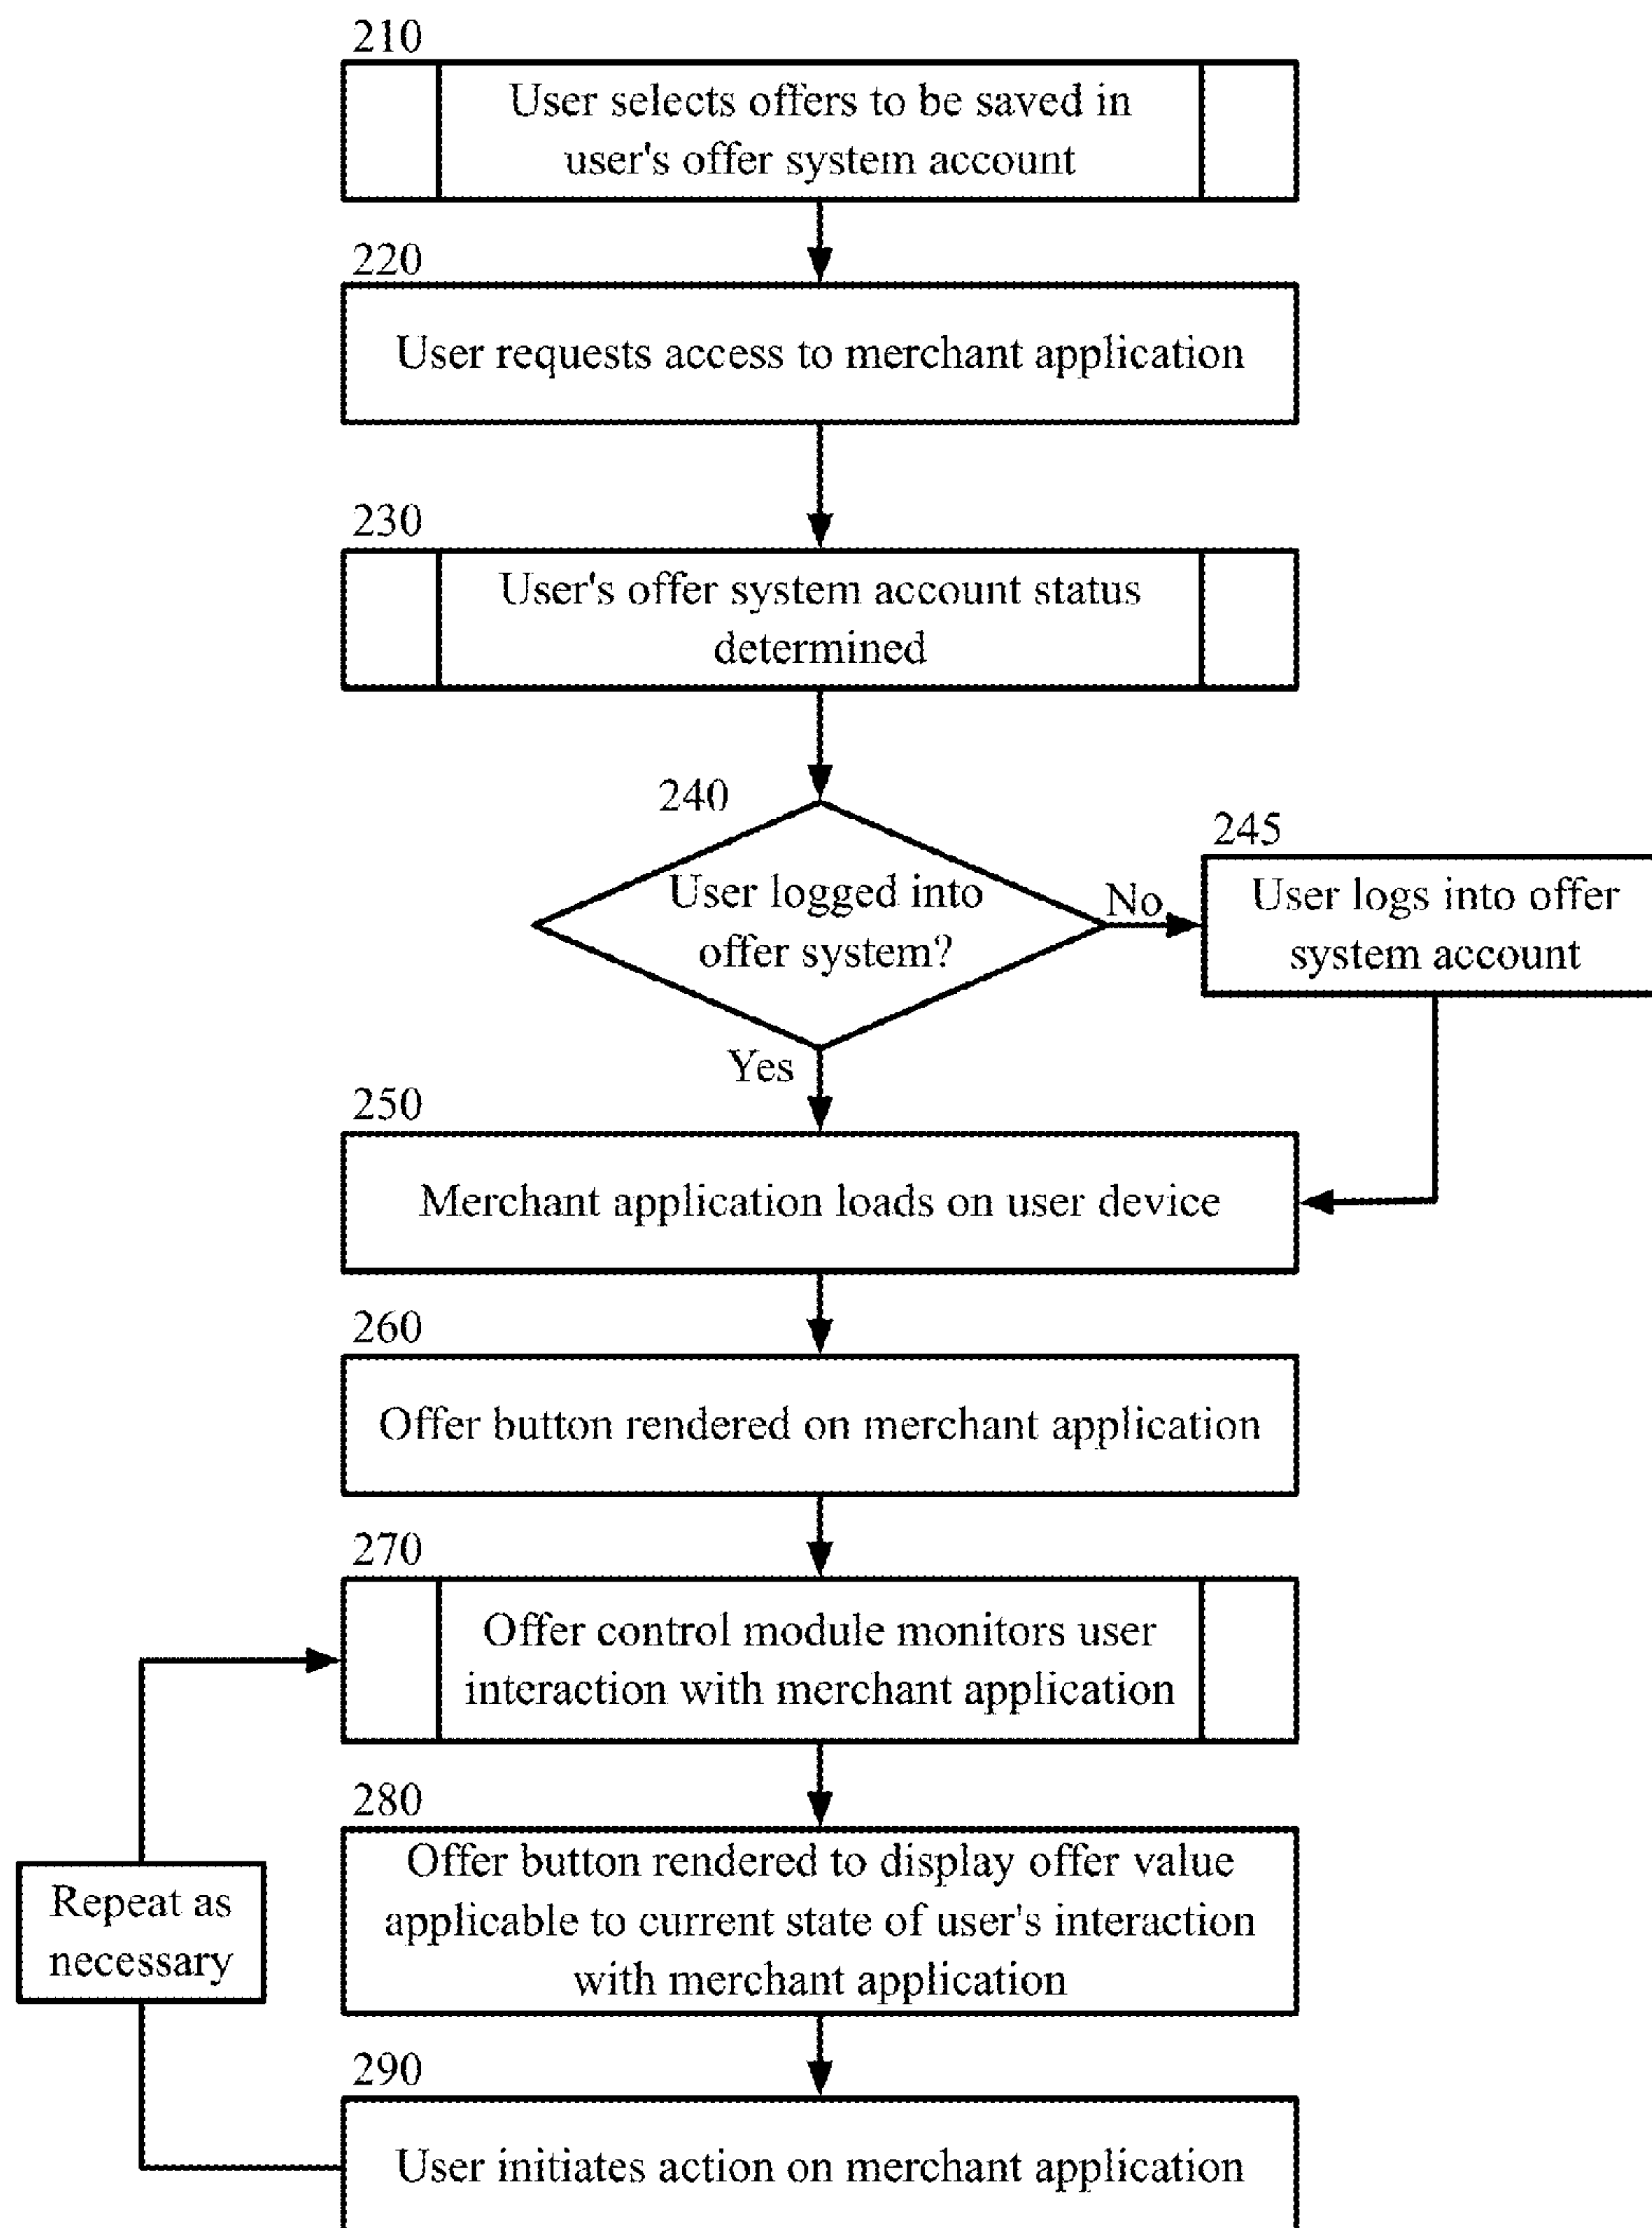 210
User selects offers to be saved in
user's offer system account
220
User requests access to merchant application
230
User's offer system account status
determined
240
User logged into
offer system?
No
245
User logs into offer
system account
Yes
250
Merchant application loads on user device
260
Offer button rendered on merchant application
270
Offer control module monitors user
interaction with merchant application
280
Offer button rendered to display offer value
applicable to current state of user's interaction
with merchant application
Repeat as
necessary
290
User initiates action on merchant application